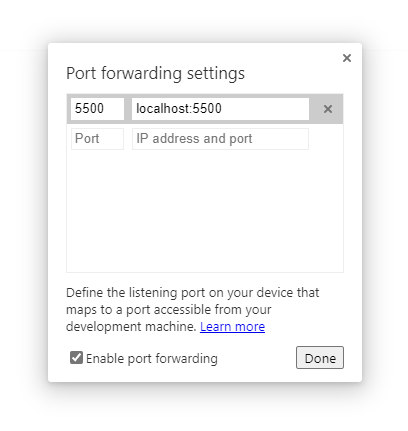 ×
Port forwarding settings
5500 localhost:5500 ×
Port IP address and port
Define the listening port on your device that
maps to a port accessible from your
development machine. Learn more
Enable port forwarding Done